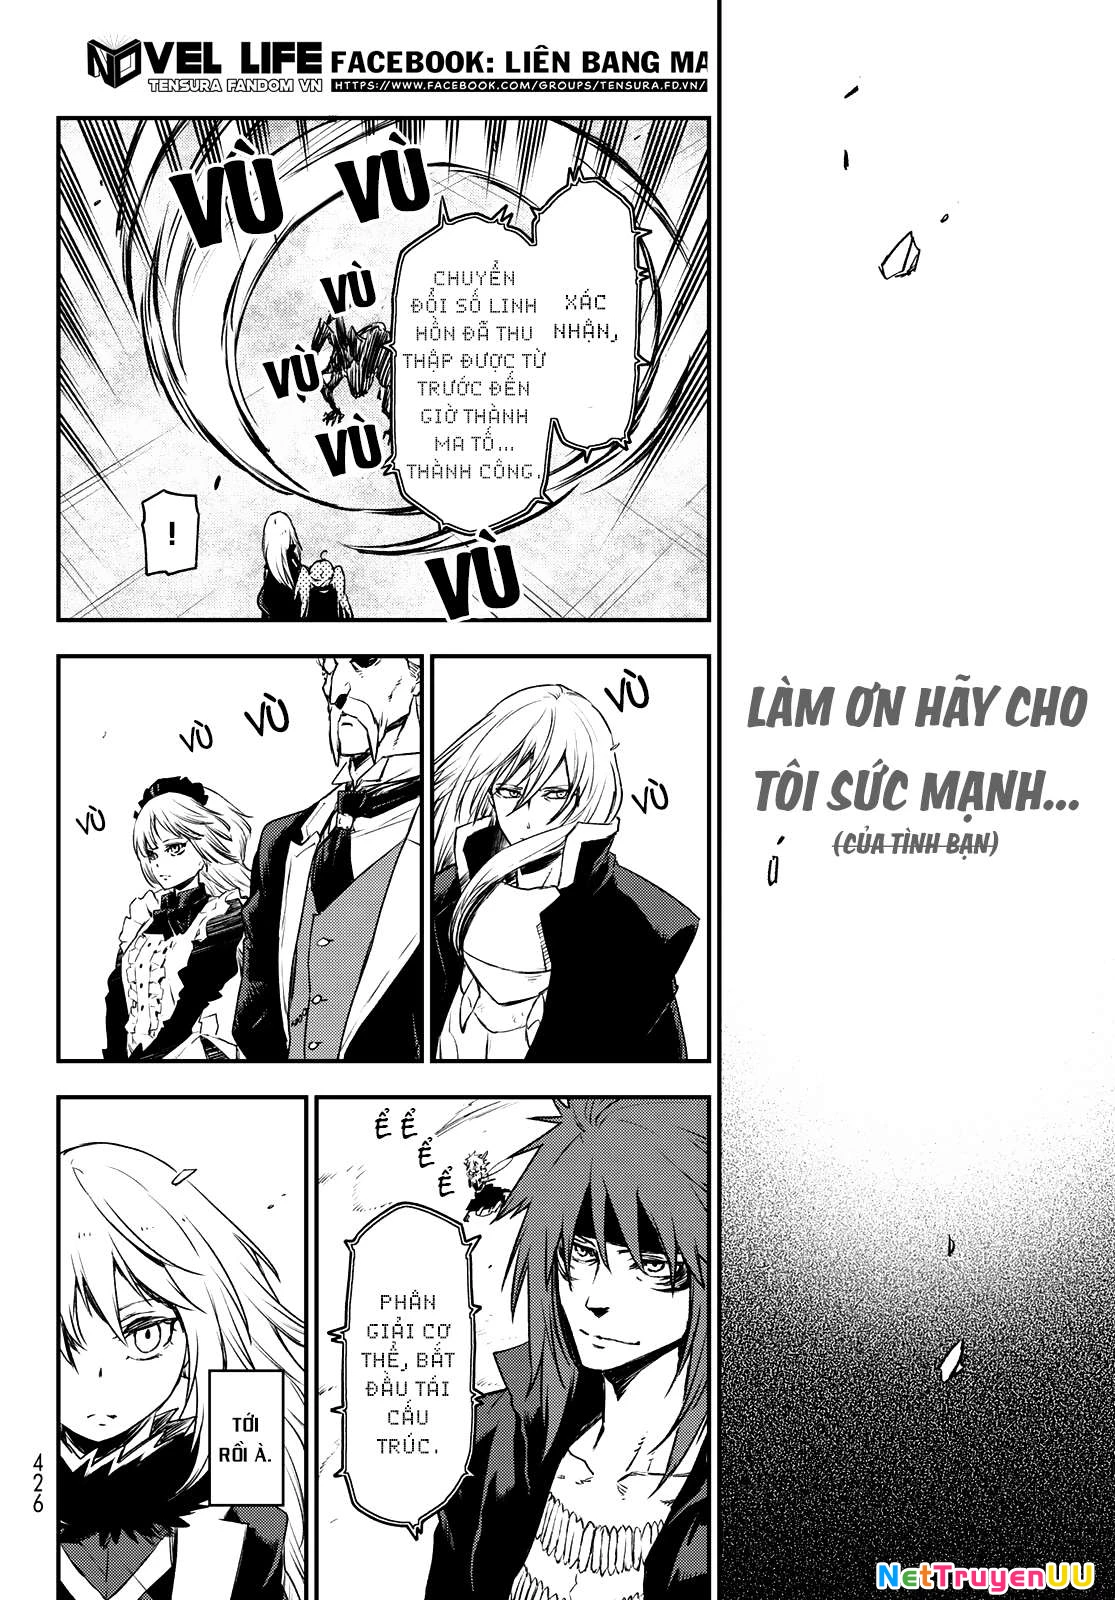 NOVEL LIFE
TENSURA FANDOM VN
FACEBOOK: LIÊN BANG MA
HTTPS://WWW.FACEBOOK.COM/GROUPS/TENSURA.FD.VN/
VÙ
VÙ
VÙ
VÙ
VÙ
VÙ
XÁC
NHẬN,
CHUYỂN
ĐỔI SỐ LINH
HỒN ĐÃ THU
THẬP ĐƯỢC TỪ
TRƯỚC ĐẾN
GIỜ THÀNH
MA TỐ...
THÀNH CÔNG.
!
LÀM ƠN HÃY CHO
TÔI SỨC MẠNH...
(CỦA TÌNH BẠN)
VÙ
VÙ
VÙ
VÙ
VÙ
VÙ
Ể
Ể
Ể
Ể
PHÂN
GIẢI CƠ
THỂ, BẮT
ĐẦU TÁI
CẤU
TRÚC.
TỚI
RỒI À.
426
NetTruyenUU